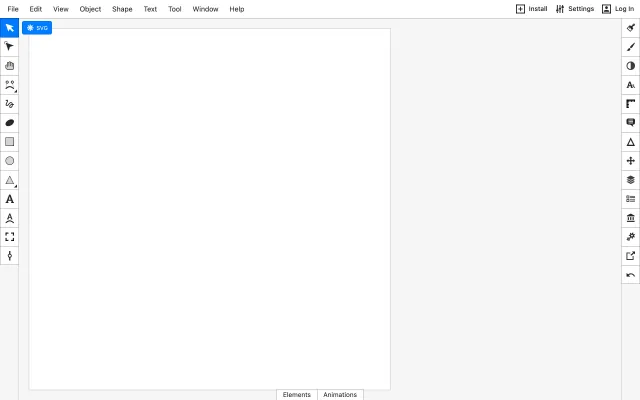 File Edit View Object Shape Text Tool Window Help Install Settings Log In
SVG
Elements Animations